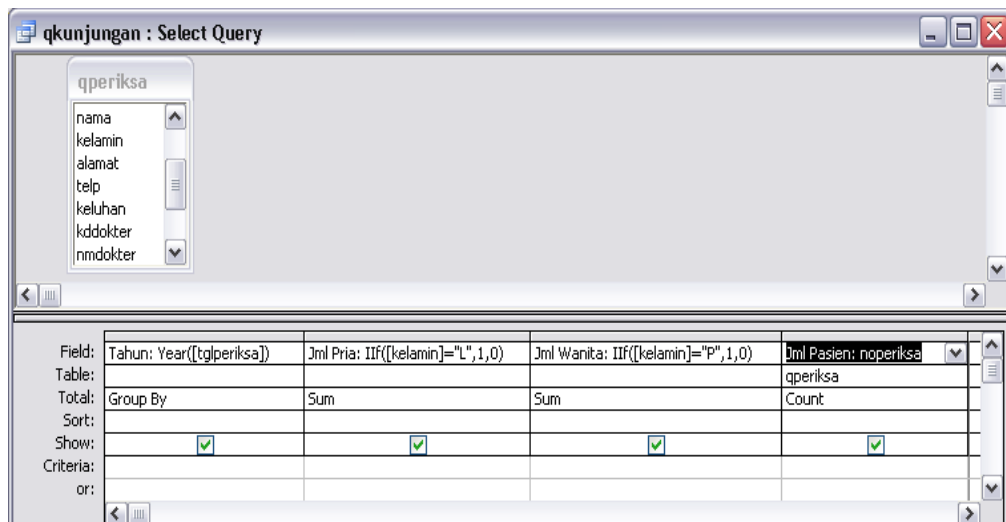 qkunjungan : Select Query
qperiksa
nama
kelamin
alamat
telp
keluhan
kddokter
nmdokter
Field: Tahun: Year([tglperiksa]) Jml Pria: IIf([kelamin]="L",1,0) Jml Wanita: IIf([kelamin]="P",1,0) Jml Pasien: noperiksa
Table: qperiksa
Total: Group By Sum Sum Count
Sort:
Show:
Criteria:
or: